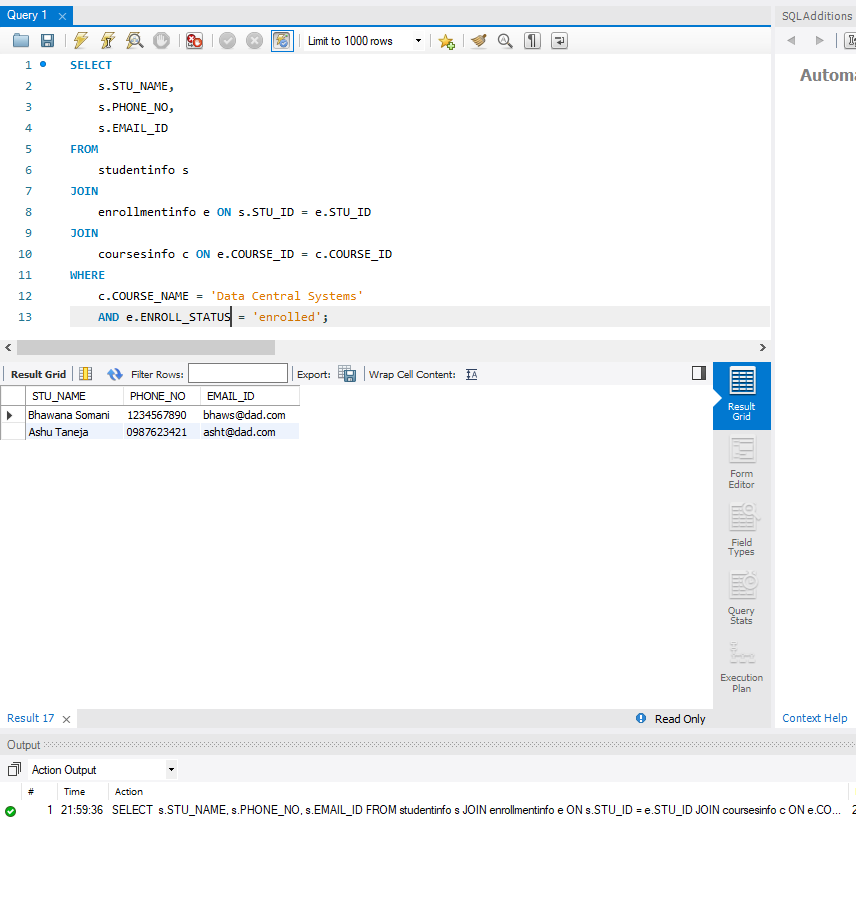 Query 1
SQLAdditions
Limit to 1000 rows
Automa
1 SELECT
2 s.STU_NAME,
3 s.PHONE_NO,
4 s.EMAIL_ID
5 FROM
6 studentinfo s
7 JOIN
8 enrollmentinfo e ON s.STU_ID = e.STU_ID
9 JOIN
10 coursesinfo c ON e.COURSE_ID = c.COURSE_ID
11 WHERE
12 c.COURSE_NAME = 'Data Central Systems'
13 AND e.ENROLL_STATUS = 'enrolled';
Result Grid Filter Rows: Export: Wrap Cell Content:
STU_NAME PHONE_NO EMAIL_ID
Bhawana Somani 1234567890 bhaws@dad.com
Ashu Taneja 0987623421 asht@dad.com
Result
Grid
Form
Editor
Field
Types
Query
Stats
Execution
Plan
Result 17 Read Only Context Help
Output
Action Output
# Time Action
1 21:59:36 SELECT s.STU_NAME, s.PHONE_NO, s.EMAIL_ID FROM studentinfo s JOIN enrollmentinfo e ON s.STU_ID = e.STU_ID JOIN coursesinfo c ON e.CO... 2